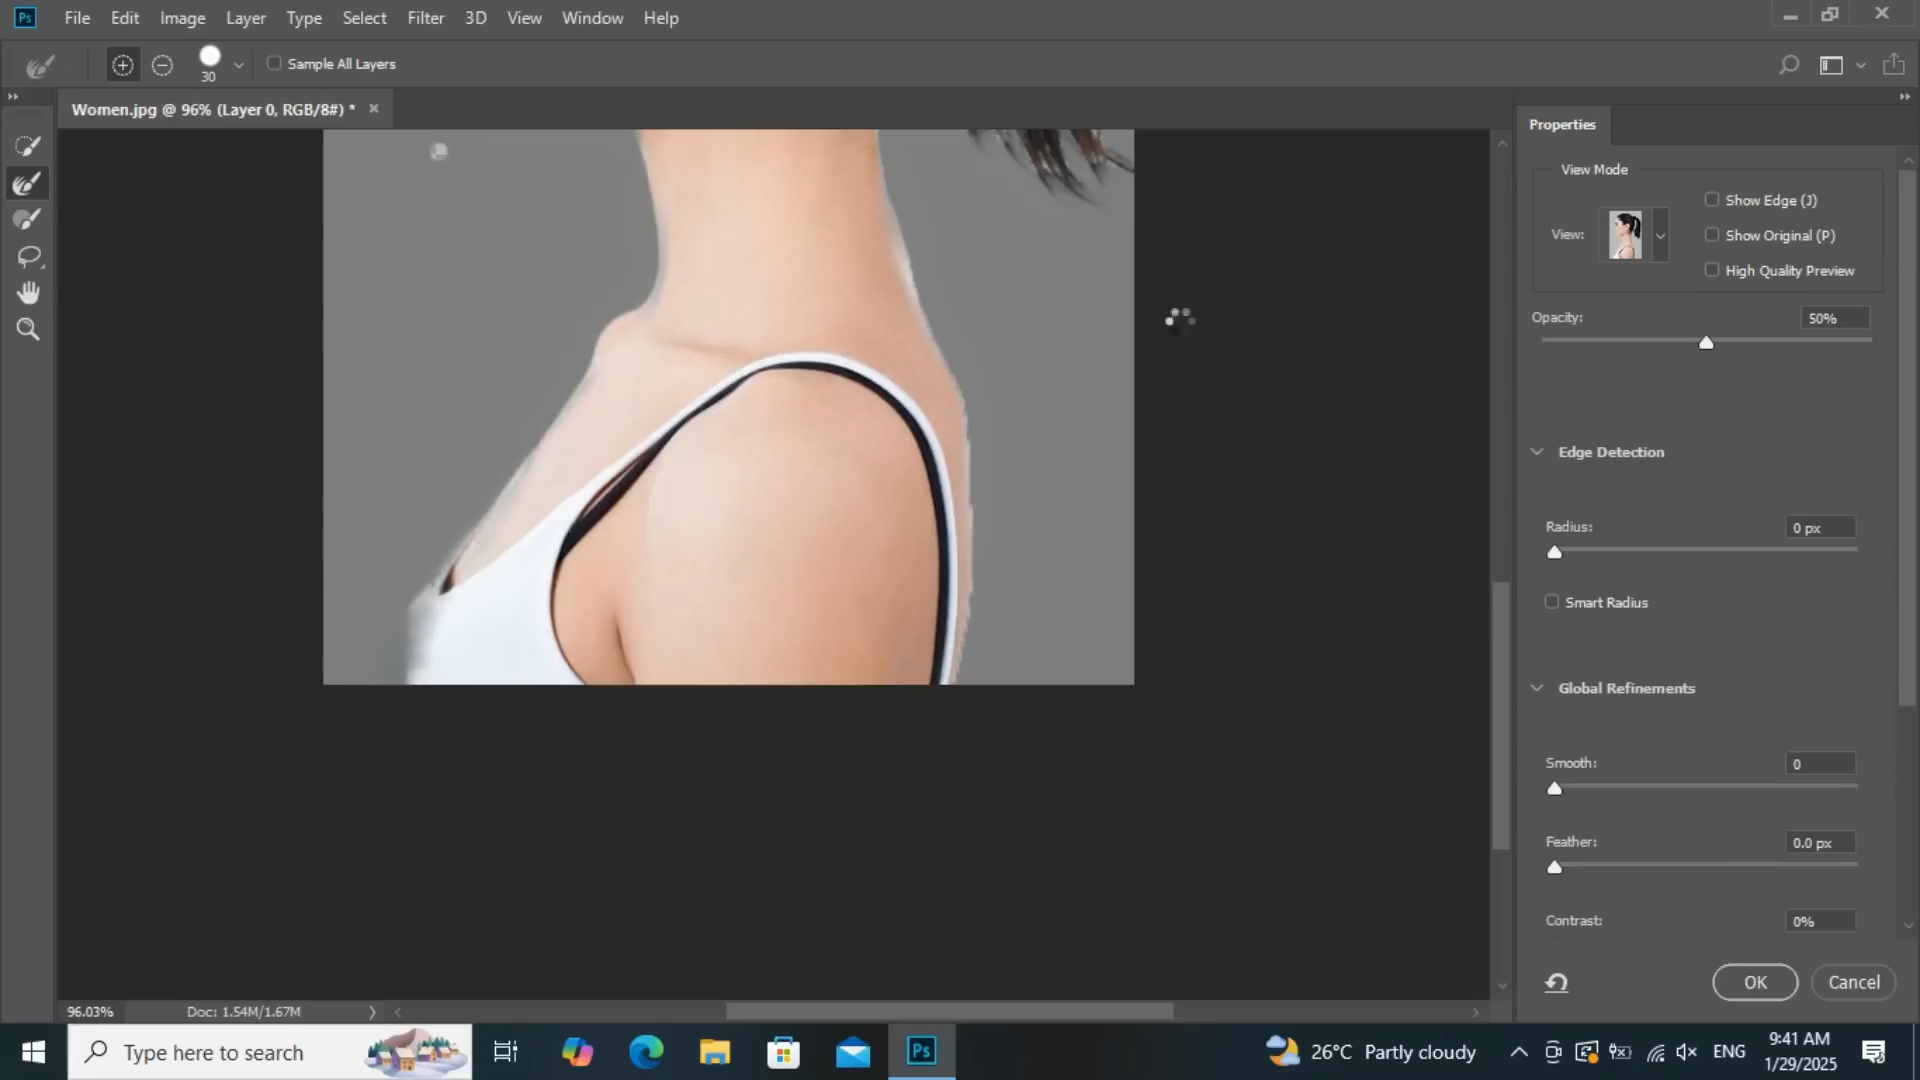 Ps File Edit Image Layer Type Select Filter 3D View Window Help
30 Sample All Layers
Women.jpg @ 96% (Layer 0, RGB/8#) * ×
Properties
View Mode
View:
Show Edge (J)
Show Original (P)
High Quality Preview
Opacity: 50%
Edge Detection
Radius: 0 px
Smart Radius
Global Refinements
Smooth: 0
Feather: 0.0 px
Contrast: 0%
OK Cancel
96.03% Doc: 1.54M/1.67M
Type here to search Ps 26°C Partly cloudy ENG 9:41 AM
1/29/2025